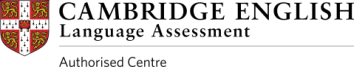 CAMBRIDGE ENGLISH
Language Assessment
Authorised Centre